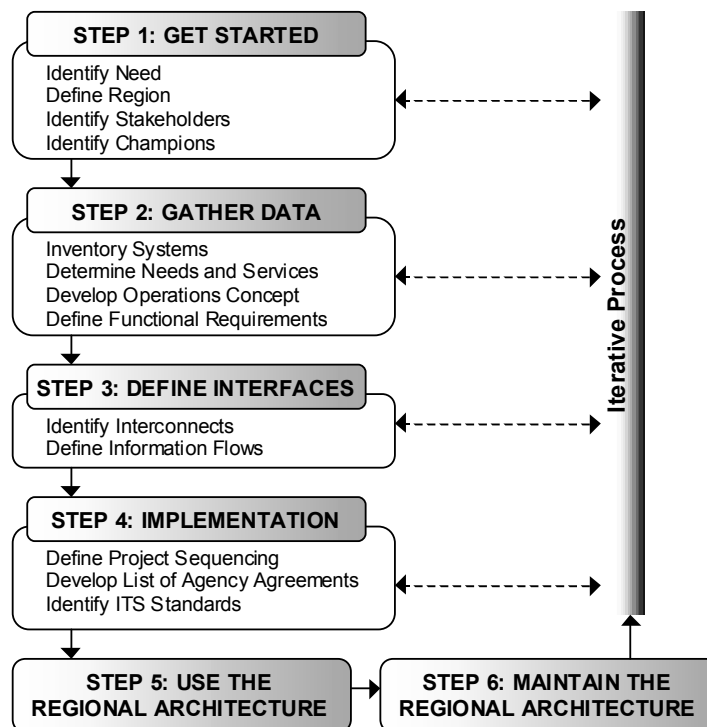 STEP 1: GET STARTED
Identify Need
Define Region
Identify Stakeholders
Identify Champions
STEP 2: GATHER DATA
Inventory Systems
Determine Needs and Services
Develop Operations Concept
Define Functional Requirements
STEP 3: DEFINE INTERFACES
Identify Interconnects
Define Information Flows
STEP 4: IMPLEMENTATION
Define Project Sequencing
Develop List of Agency Agreements
Identify ITS Standards
STEP 5: USE THE
REGIONAL ARCHITECTURE
STEP 6: MAINTAIN THE
REGIONAL ARCHITECTURE
Iterative Process